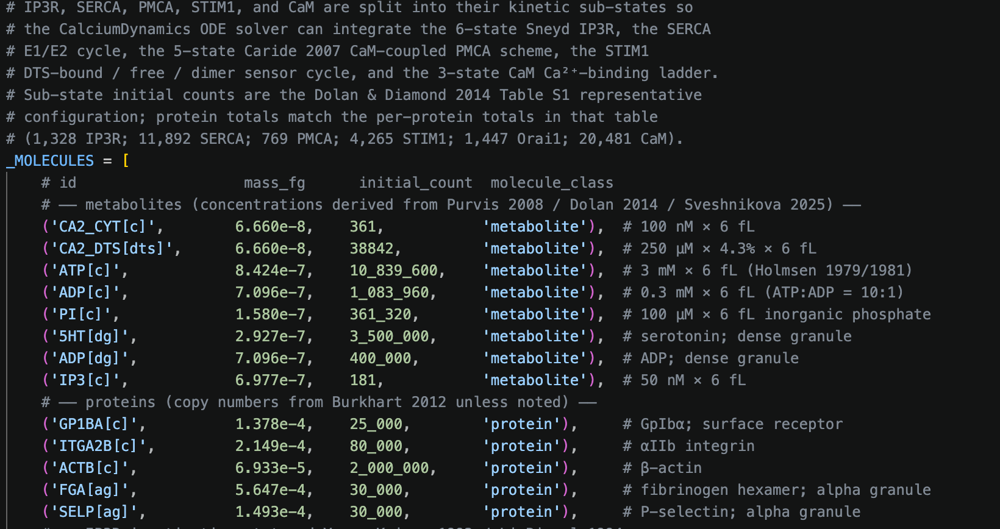 # IP3R, SERCA, PMCA, STIM1, and CaM are split into their kinetic sub-states so
# the CalciumDynamics ODE solver can integrate the 6-state Sneyd IP3R, the SERCA
# E1/E2 cycle, the 5-state Caride 2007 CaM-coupled PMCA scheme, the STIM1
# DTS-bound / free / dimer sensor cycle, and the 3-state CaM Ca²⁺-binding ladder.
# Sub-state initial counts are the Dolan & Diamond 2014 Table S1 representative
# configuration; protein totals match the per-protein totals in that table
# (1,328 IP3R; 11,892 SERCA; 769 PMCA; 4,265 STIM1; 1,447 Orai1; 20,481 CaM).
_MOLECULES = [
    # id                   mass_fg      initial_count  molecule_class
    # —— metabolites (concentrations derived from Purvis 2008 / Dolan 2014 / Sveshnikova 2025) ——
    ('CA2_CYT[c]',        6.660e-8,    361,           'metabolite'),  # 100 nM × 6 fL
    ('CA2_DTS[dts]',      6.660e-8,    38842,         'metabolite'),  # 250 µM × 4.3% × 6 fL
    ('ATP[c]',            8.424e-7,    10_839_600,    'metabolite'),  # 3 mM × 6 fL (Holmsen 1979/1981)
    ('ADP[c]',            7.096e-7,    1_083_960,     'metabolite'),  # 0.3 mM × 6 fL (ATP:ADP = 10:1)
    ('PI[c]',             1.580e-7,    361_320,       'metabolite'),  # 100 µM × 6 fL inorganic phosphate
    ('5HT[dg]',           2.927e-7,    3_500_000,     'metabolite'),  # serotonin; dense granule
    ('ADP[dg]',           7.096e-7,    400_000,       'metabolite'),  # ADP; dense granule
    ('IP3[c]',            6.977e-7,    181,           'metabolite'),  # 50 nM × 6 fL
    # —— proteins (copy numbers from Burkhart 2012 unless noted) ——
    ('GP1BA[c]',          1.378e-4,    25_000,        'protein'),     # GpIbα; surface receptor
    ('ITGA2B[c]',         2.149e-4,    80_000,        'protein'),     # αIIb integrin
    ('ACTB[c]',           6.933e-5,    2_000_000,     'protein'),     # β-actin
    ('FGA[ag]',           5.647e-4,    30_000,        'protein'),     # fibrinogen hexamer; alpha granule
    ('SELP[ag]',          1.493e-4,    30_000,        'protein'),     # P-selectin; alpha granule